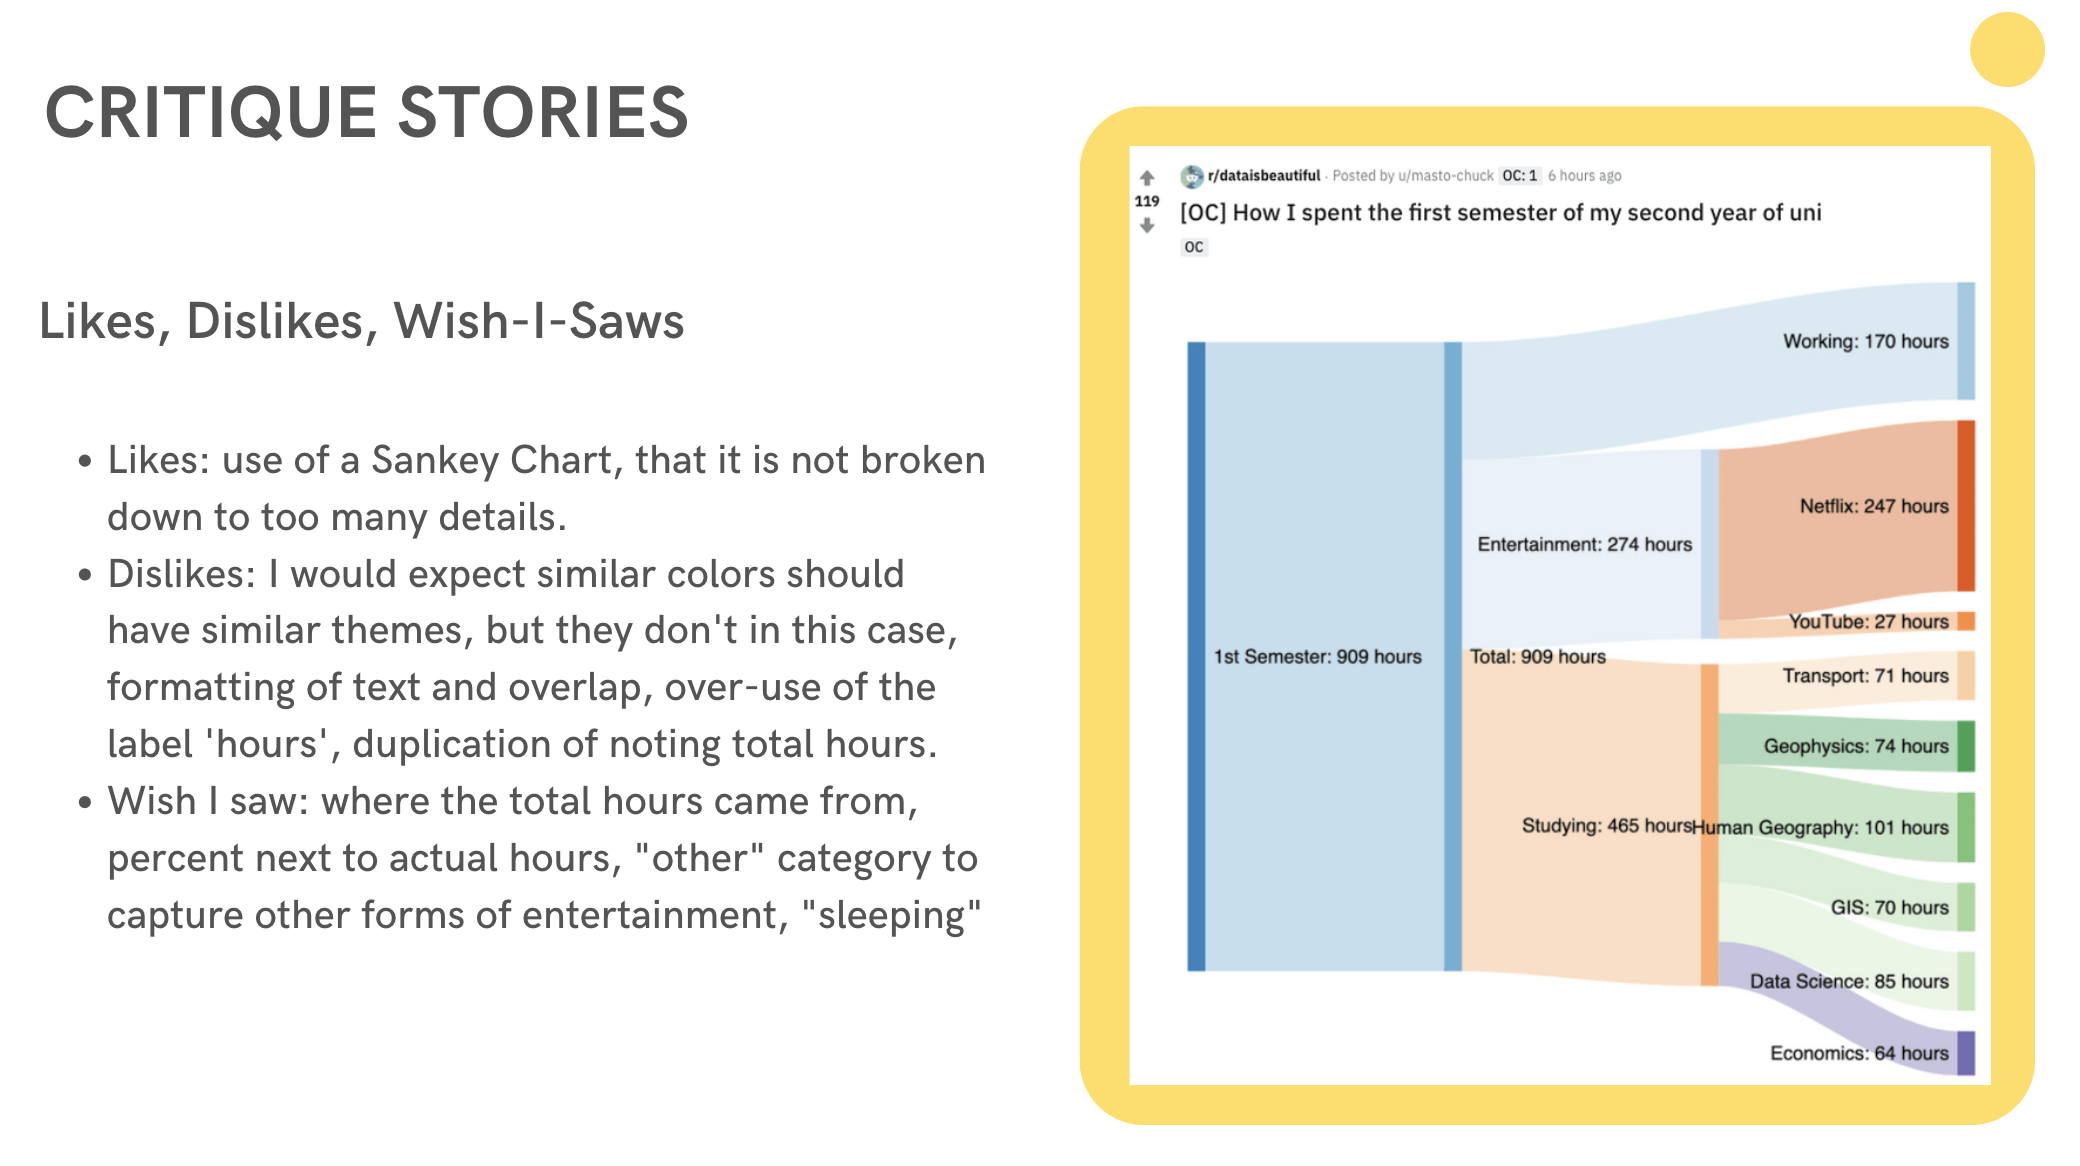 CRITIQUE STORIES
Likes, Dislikes, Wish-I-Saws
• Likes: use of a Sankey Chart, that it is not broken
down to too many details.
• Dislikes: I would expect similar colors should
have similar themes, but they don't in this case,
formatting of text and overlap, over-use of the
label 'hours', duplication of noting total hours.
• Wish I saw: where the total hours came from,
percent next to actual hours, "other" category to
capture other forms of entertainment, "sleeping"
r/dataisbeautiful · Posted by u/masto-chuck OC: 1 6 hours ago
119
[OC] How I spent the first semester of my second year of uni
OC
Working: 170 hours
Netflix: 247 hours
Entertainment: 274 hours
YouTube: 27 hours
1st Semester: 909 hours
Total: 909 hours
Transport: 71 hours
Geophysics: 74 hours
Studying: 465 hours
Human Geography: 101 hours
GIS: 70 hours
Data Science: 85 hours
Economics: 64 hours